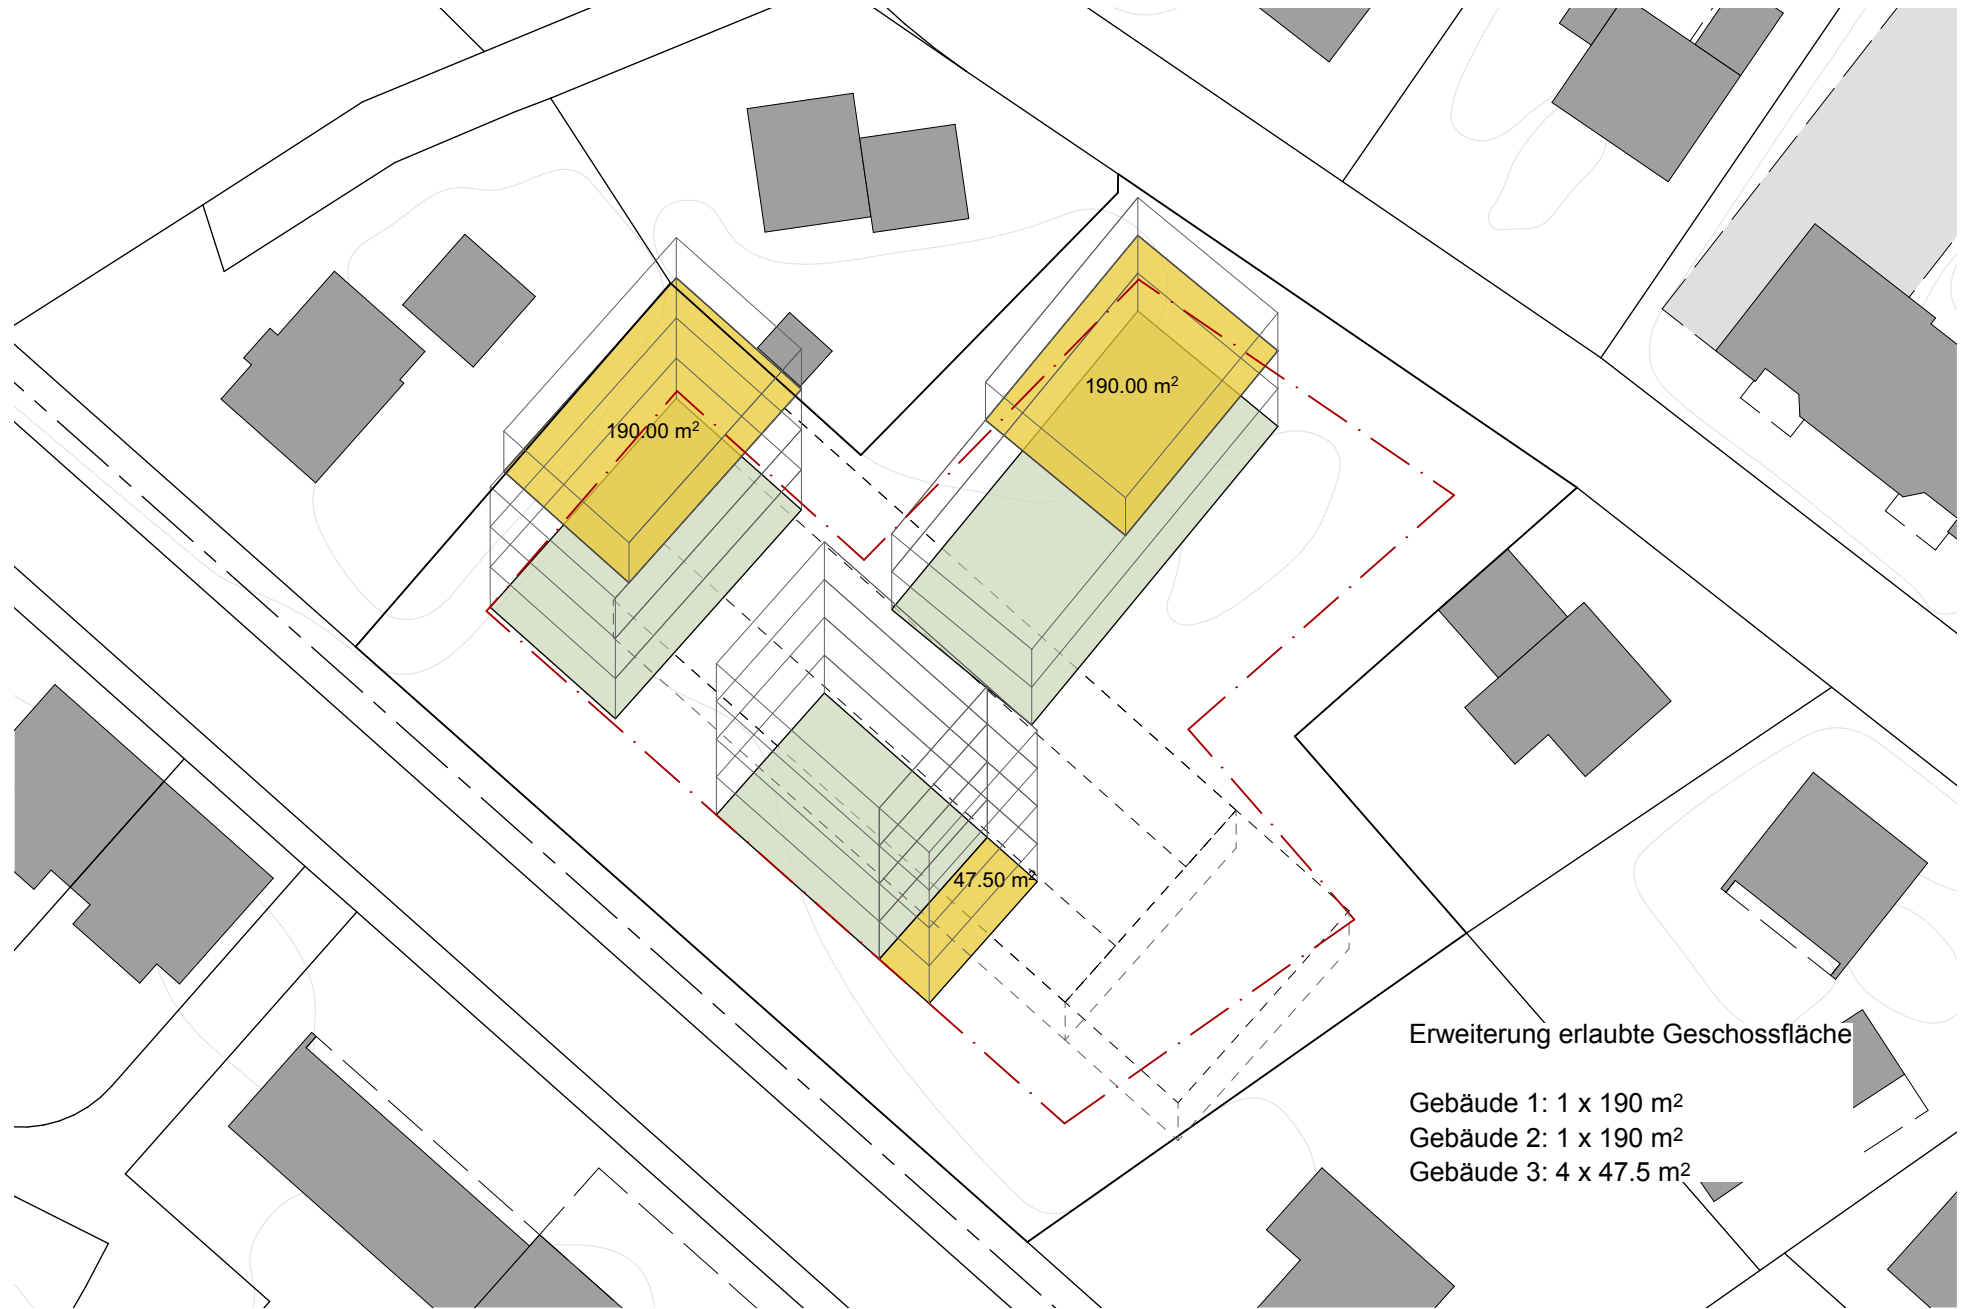 190.00 m²
190.00 m²
47.50 m²
Erweiterung erlaubte Geschossfläche
Gebäude 1: 1 x 190 m²
Gebäude 2: 1 x 190 m²
Gebäude 3: 4 x 47.5 m²